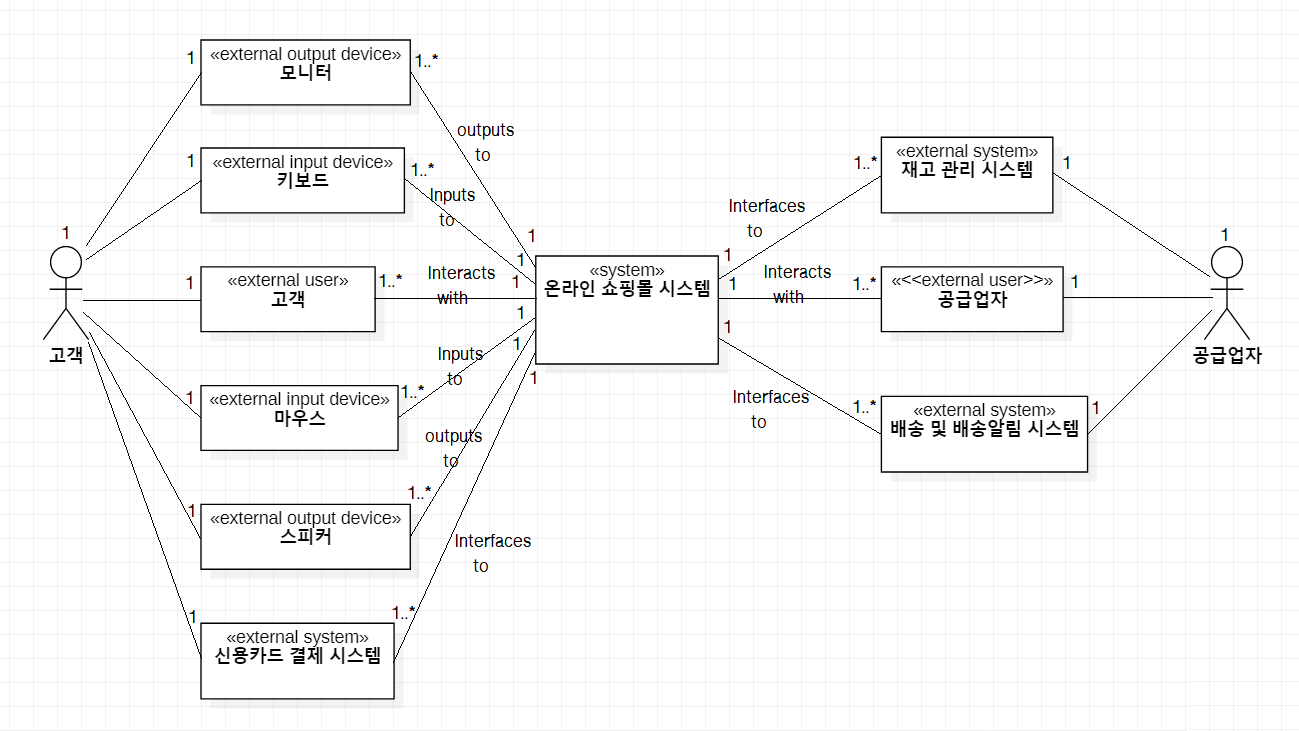 1
«external output device»
모니터
1..*
outputs
to
1
1
«external input device»
키보드
1..*
Inputs
to
1
1
고객
1
«external user»
고객
1..*
Interacts
with
1
1
«external input device»
마우스
1..*
Inputs
to
1
1
«external output device»
스피커
1..*
outputs
to
1
1
«external system»
신용카드 결제 시스템
1..*
Interfaces
to
1
«system»
온라인 쇼핑몰 시스템
1
Interfaces
to
1..*
«external system»
재고 관리 시스템
1
1
Interacts
with
1..*
«<<external user>>»
공급업자
1
1
Interfaces
to
1..*
«external system»
배송 및 배송알림 시스템
1
1
공급업자